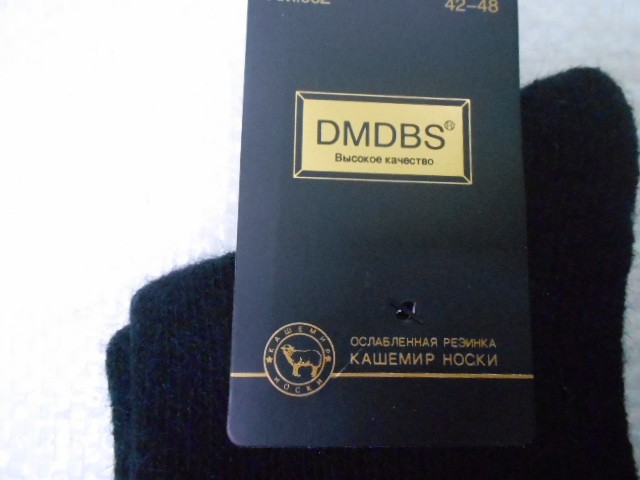 42-48
DMDBS®
Высокое качество
ОСЛАБЛЕННАЯ РЕЗИНКА
КАШЕМИР НОСКИ
КАШЕМИР
НОСКИ